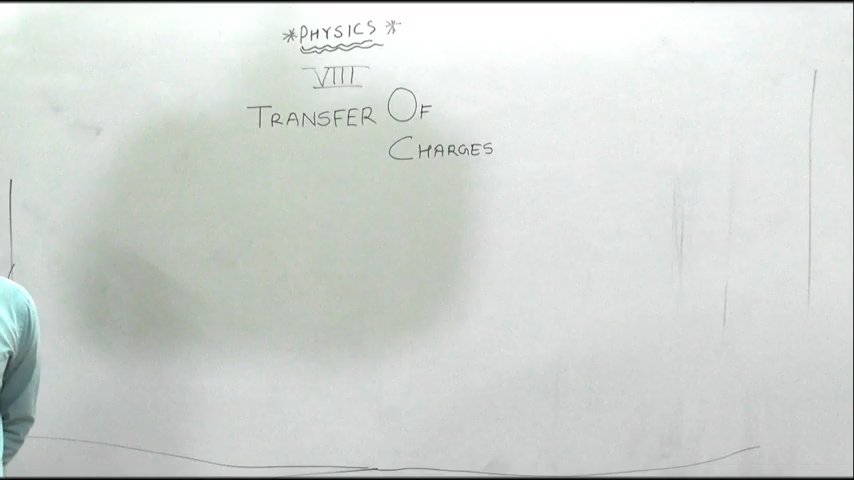 *PHYSICS*
VIII
TRANSFER OF
CHARGES